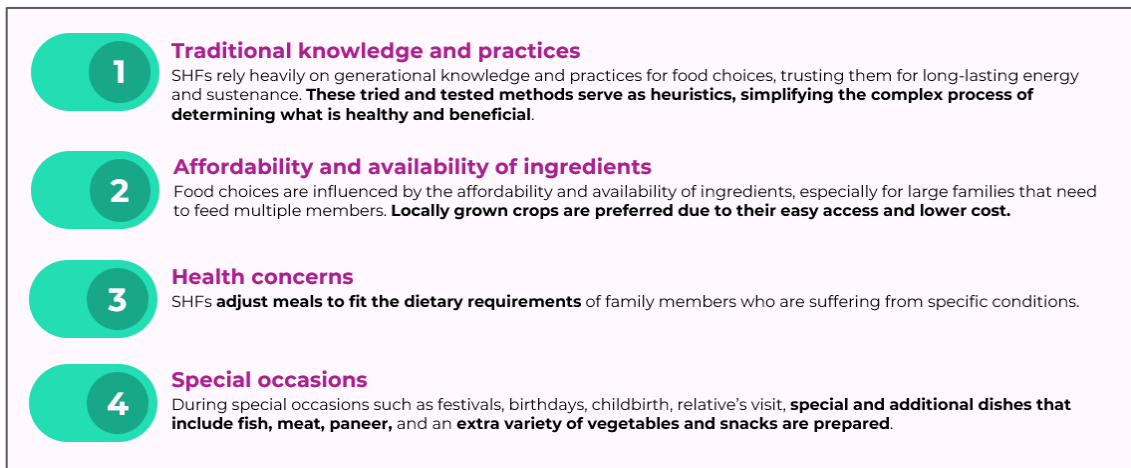 1
Traditional knowledge and practices
SHFs rely heavily on generational knowledge and practices for food choices, trusting them for long-lasting energy
and sustenance. These tried and tested methods serve as heuristics, simplifying the complex process of
determining what is healthy and beneficial.
2
Affordability and availability of ingredients
Food choices are influenced by the affordability and availability of ingredients, especially for large families that need
to feed multiple members. Locally grown crops are preferred due to their easy access and lower cost.
3
Health concerns
SHFs adjust meals to fit the dietary requirements of family members who are suffering from specific conditions.
4
Special occasions
During special occasions such as festivals, birthdays, childbirth, relative’s visit, special and additional dishes that
include fish, meat, paneer, and an extra variety of vegetables and snacks are prepared.